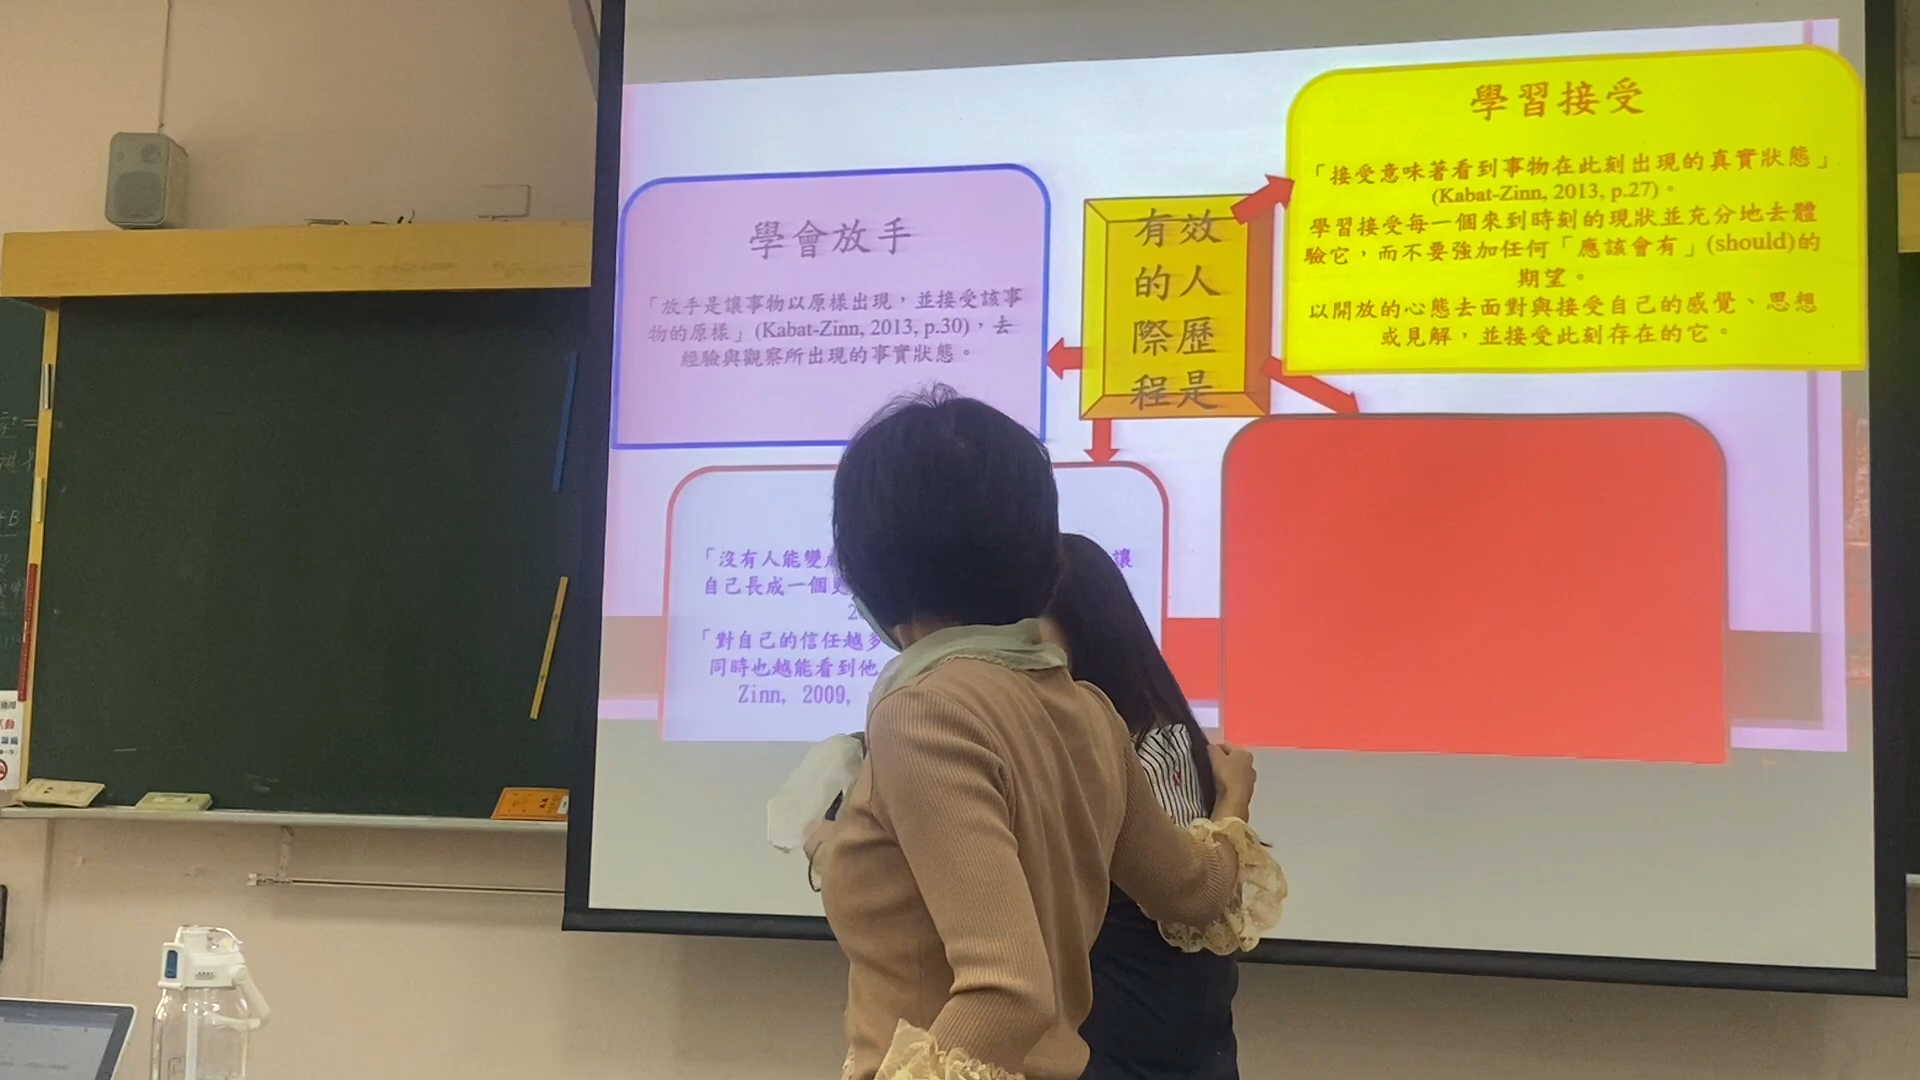 學習接受
「接受意味著看到事物在此刻出現的真實狀態」
(Kabat-Zinn, 2013, p.27)。
學習接受每一個來到時刻的現狀並充分地去體
驗它，而不要強加任何「應該會有」(should)的
期望。
以開放的心態去面對與接受自己的感覺、思想
或見解，並接受此刻存在的它。
有效
的人
際歷
程是
學會放手
「放手是讓事物以原樣出現，並接受該事
物的原樣」(Kabat-Zinn, 2013, p.30)，去
經驗與觀察所出現的事實狀態。
「沒有人能變 讓
自己長成一個更
「對自己的信任越多
同時也越能看到他
Zinn, 2009,